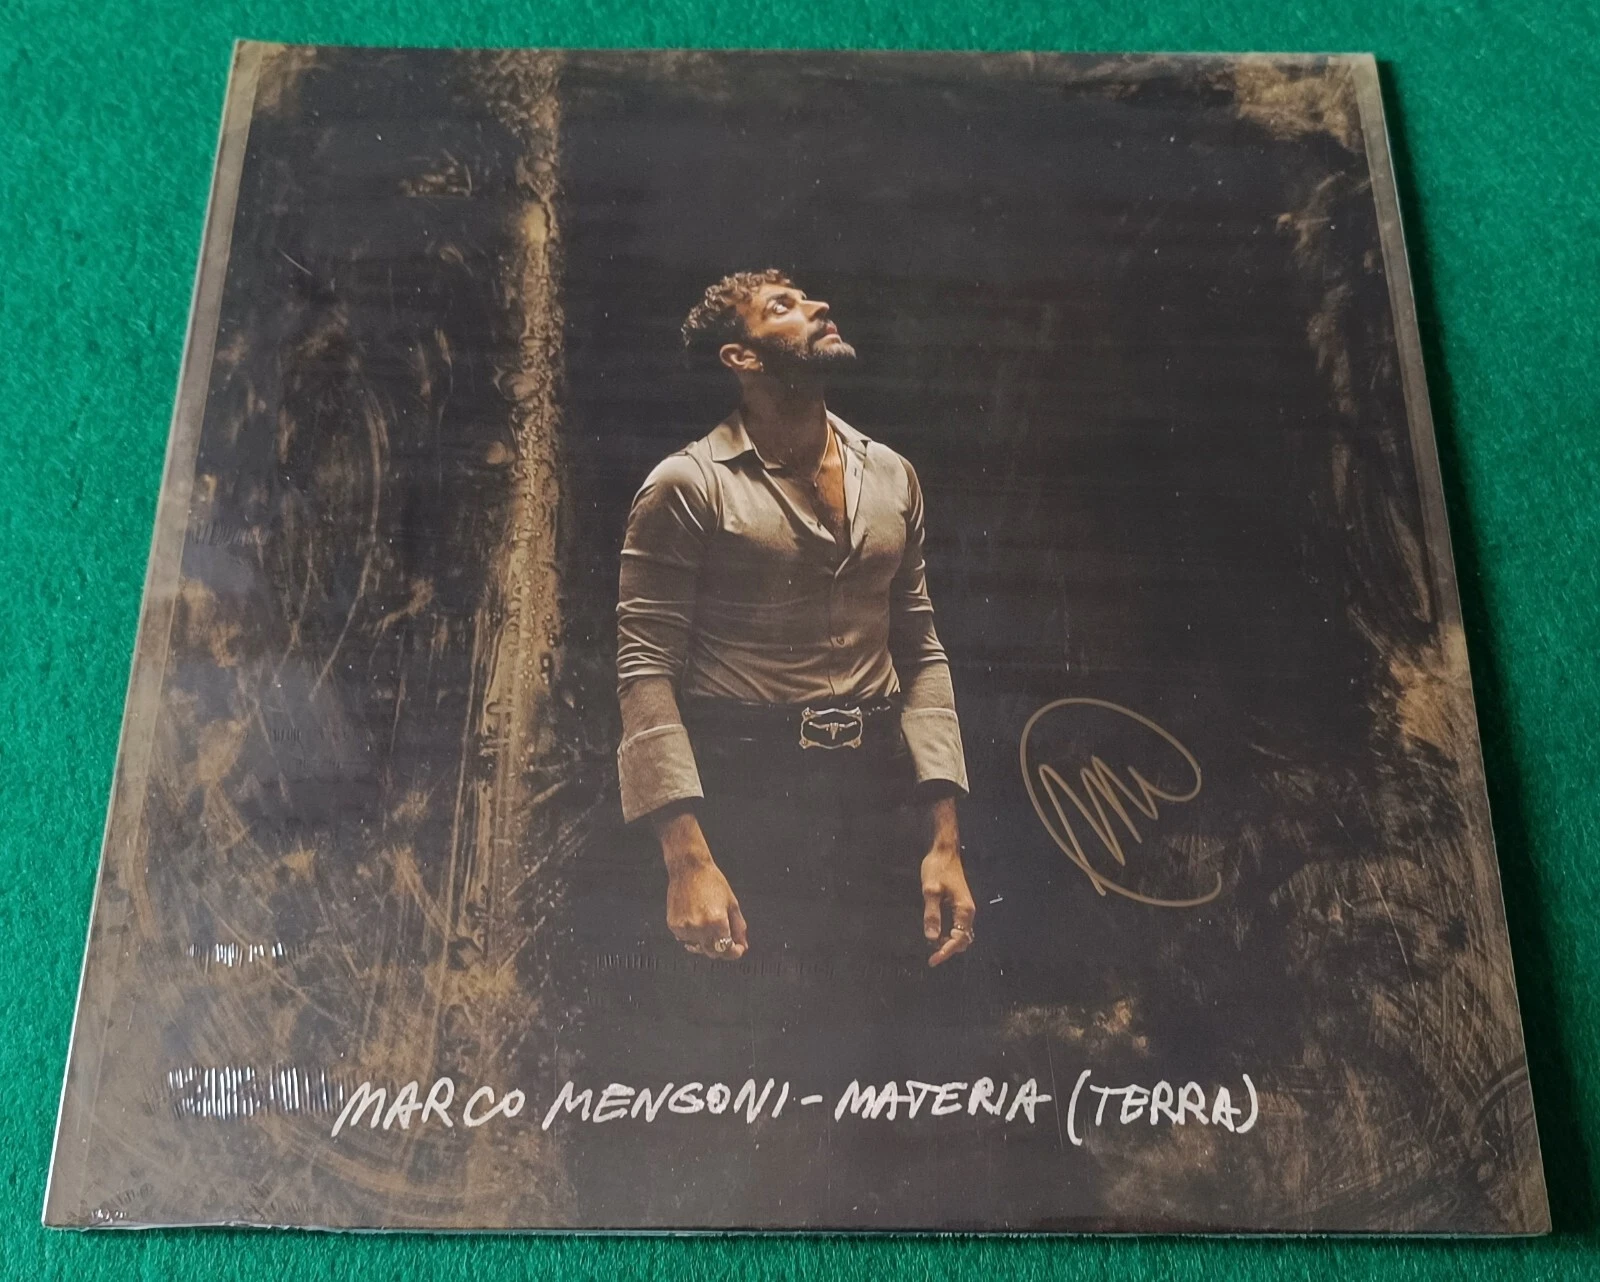 MARCO MENGONI - MATERIA (TERRA)